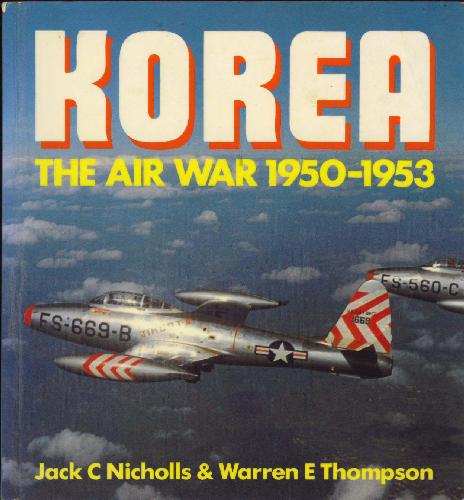 KOREA
THE AIR WAR 1950-1953
FS-560-C
FS-669-B
Jack C Nicholls & Warren E Thompson